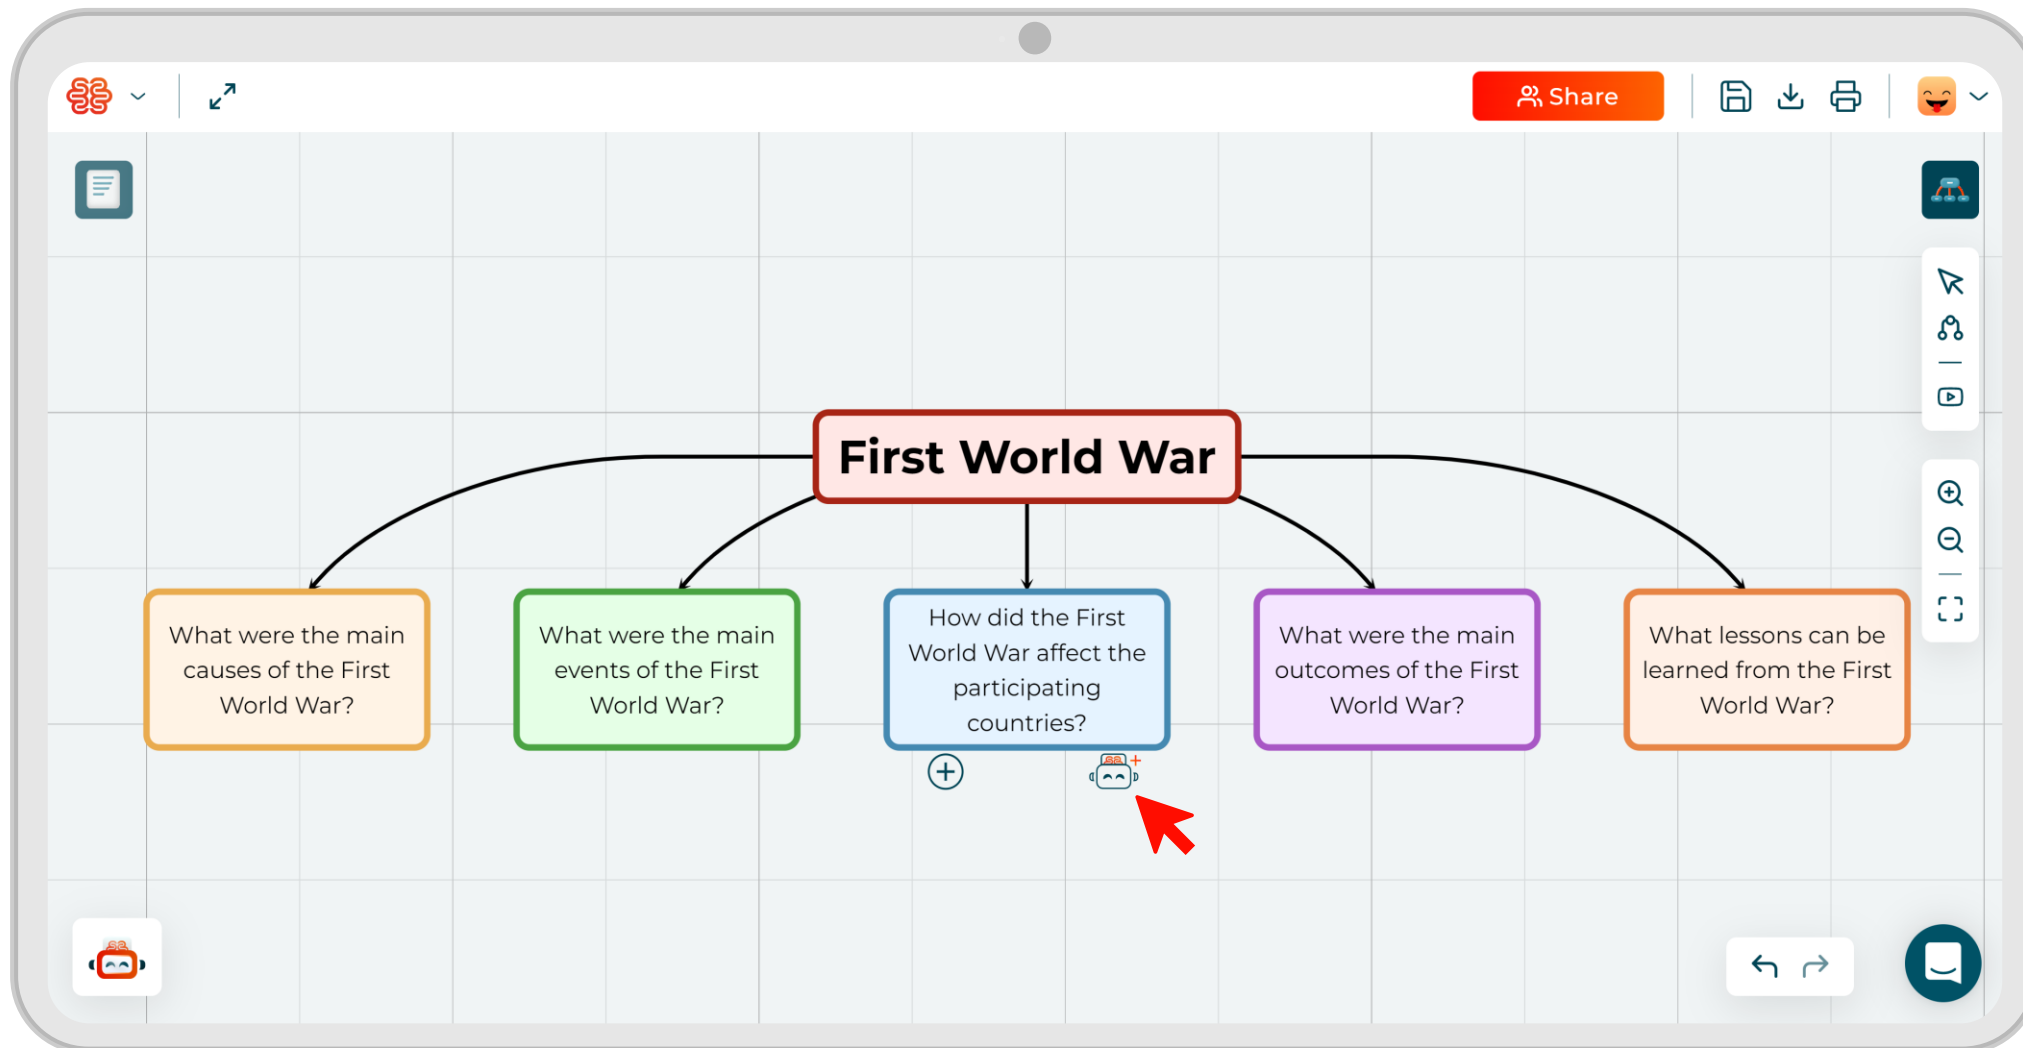 Share
First World War
What were the main
causes of the First
World War?
What were the main
events of the First
World War?
How did the First
World War affect the
participating
countries?
What were the main
outcomes of the First
World War?
What lessons can be
learned from the First
World War?